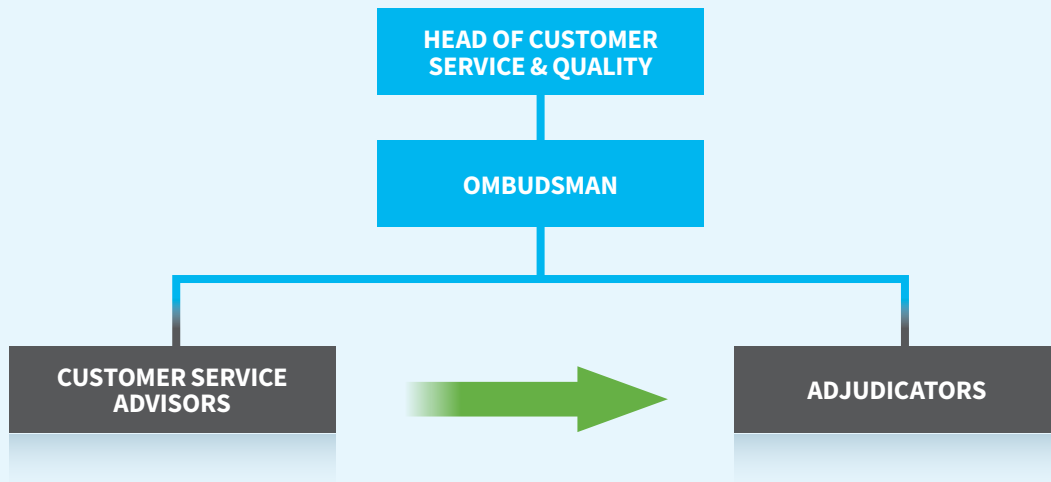 HEAD OF CUSTOMER
SERVICE & QUALITY
OMBUDSMAN
CUSTOMER SERVICE
ADVISORS
ADJUDICATORS